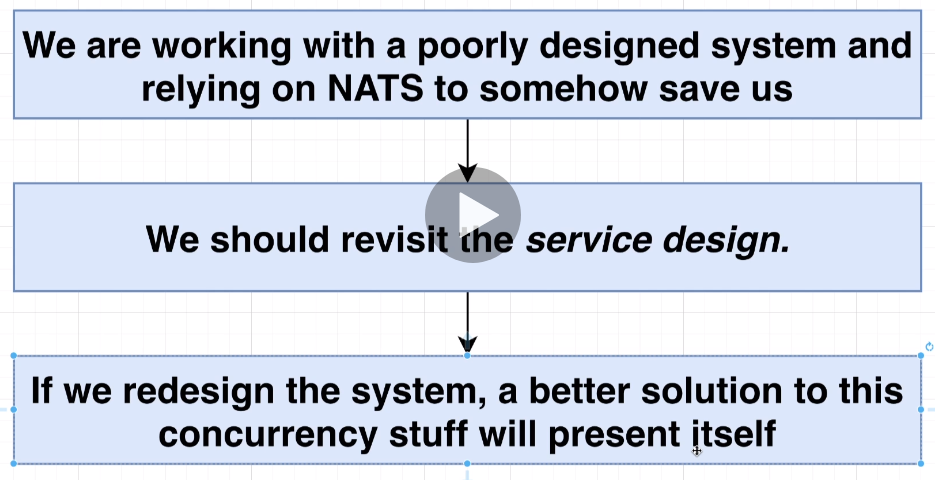 We are working with a poorly designed system and
relying on NATS to somehow save us
We should revisit the service design.
If we redesign the system, a better solution to this
concurrency stuff will present itself